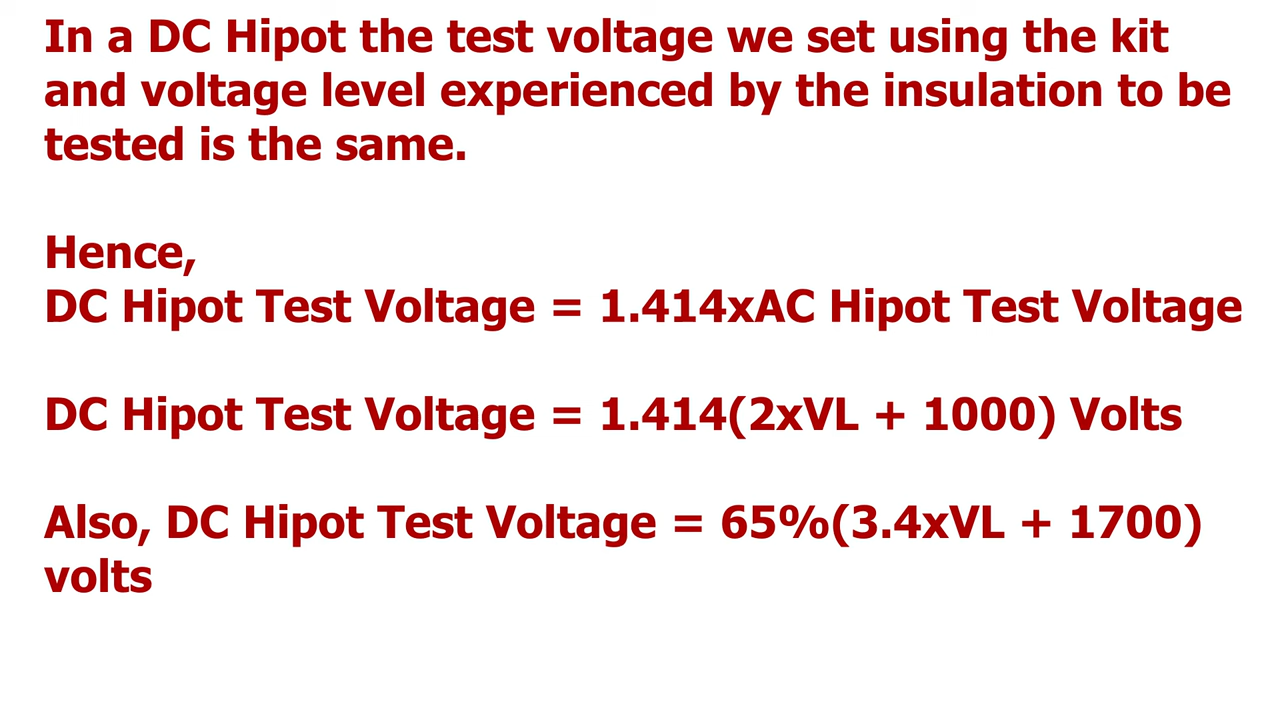 In a DC Hipot the test voltage we set using the kit
and voltage level experienced by the insulation to be
tested is the same.
Hence,
DC Hipot Test Voltage = 1.414xAC Hipot Test Voltage
DC Hipot Test Voltage = 1.414(2xVL + 1000) Volts
Also, DC Hipot Test Voltage = 65%(3.4xVL + 1700)
volts